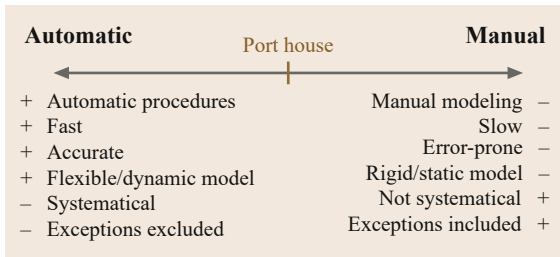 Automatic Port house Manual
+ Automatic procedures Manual modeling –
+ Fast Slow –
+ Accurate Error-prone –
+ Flexible/dynamic model Rigid/static model –
– Systematical Not systematical +
– Exceptions excluded Exceptions included +